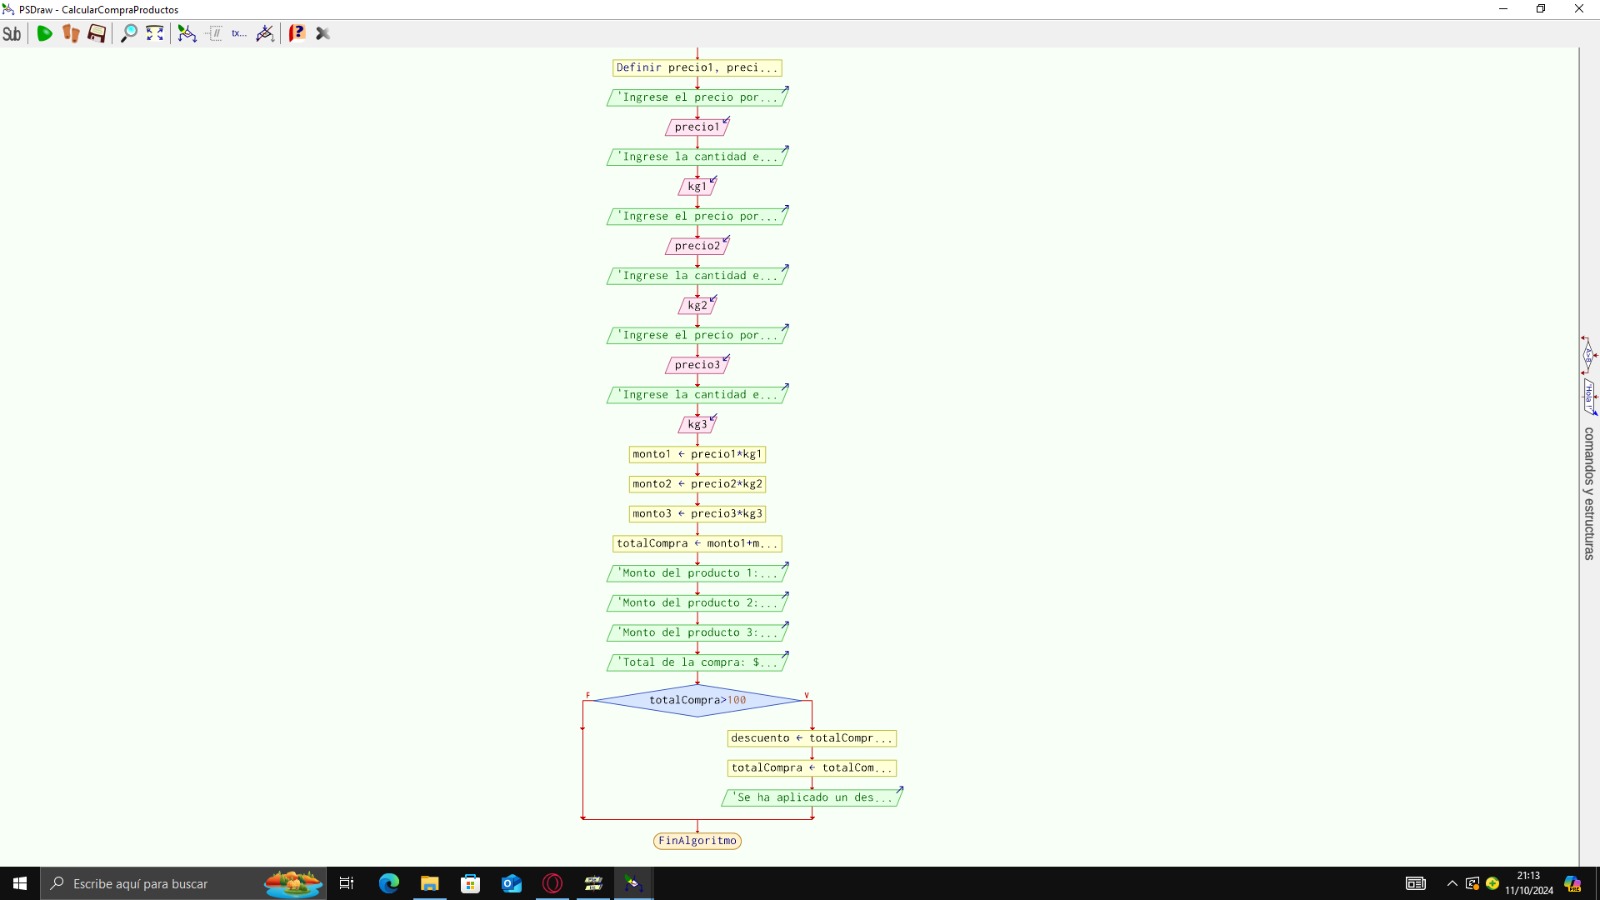 PSDraw - CalcularCompraProductos
Sub
tx...
Definir precio1, preci...
'Ingrese el precio por...
precio1
'Ingrese la cantidad e...
kg1
'Ingrese el precio por...
precio2
'Ingrese la cantidad e...
kg2
'Ingrese el precio por...
precio3
'Ingrese la cantidad e...
kg3
monto1 ← precio1*kg1
monto2 ← precio2*kg2
monto3 ← precio3*kg3
totalCompra ← monto1+m...
'Monto del producto 1:...
'Monto del producto 2:...
'Monto del producto 3:...
'Total de la compra: $...
F
totalCompra>100
V
descuento ← totalCompr...
totalCompra ← totalCom...
'Se ha aplicado un des...
FinAlgoritmo
comandos y estructuras
Escribe aquí para buscar
21:13
11/10/2024